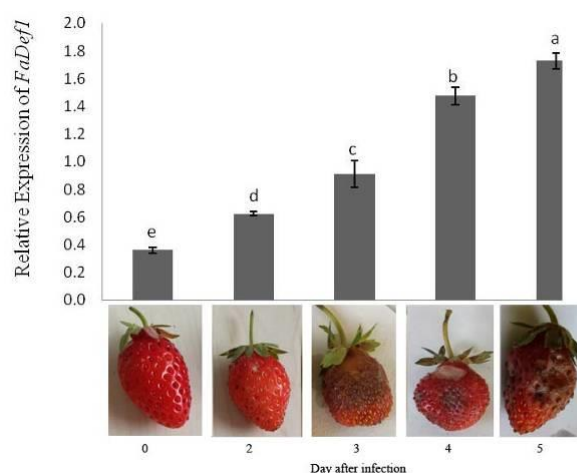 Relative Expression of FaDef1
2.0
1.8
1.6
1.4
1.2
1.0
0.8
0.6
0.4
0.2
0.0
e
d
c
b
a
0 2 3 4 5
Day after infection